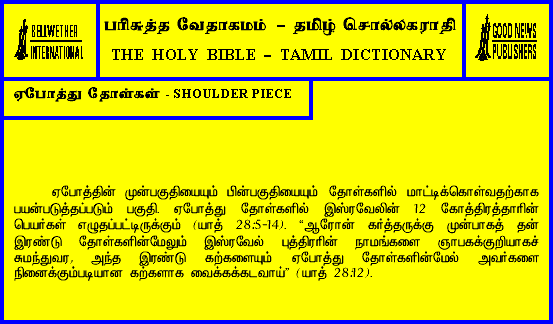 BELLWETHER
INTERNATIONAL
பரிசுத்த வேதாகமம் – தமிழ் சொல்லகராதி
THE HOLY BIBLE – TAMIL DICTIONARY
GOOD NEWS
PUBLISHERS
ஏபோத்து தோள்கள் - SHOULDER PIECE
ஏபோத்தின் முன்பகுதியையும் பின்பகுதியையும் தோள்களில் மாட்டிக்கொள்வதற்காக
பயன்படுத்தப்படும் பகுதி. ஏபோத்து தோள்களில் இஸ்ரவேலின் 12 கோத்திரத்தாரின்
பெயர்கள் எழுதப்பட்டிருக்கும் (யாத் 28:5-14). “ஆரோன் கர்த்தருக்கு முன்பாகத் தன்
இரண்டு தோள்களின்மேலும் இஸ்ரவேல் புத்திரரின் நாமங்களை ஞாபகக்குறியாகச்
சுமந்துவர, அந்த இரண்டு கற்களையும் ஏபோத்து தோள்களின்மேல் அவர்களை
நினைக்கும்படியான கற்களாக வைக்கக்கடவாய்” (யாத் 28:12).